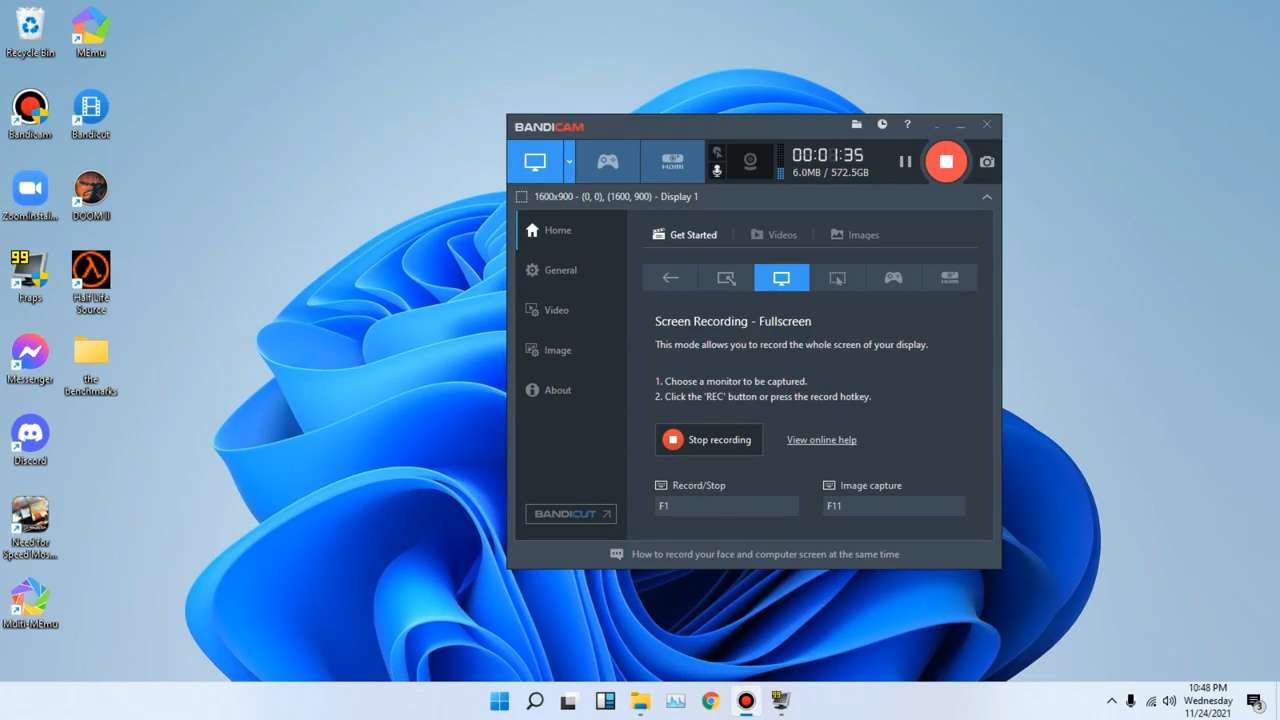 Recycle Bin
MEmu
Bandicam
Bandicut
ZoomInstall...
DOOM II
99
Fraps
Half Life
Source
Messenger
the
benchmarks
Discord
Need for
Speed Mos...
Multi-MEmu
BANDICAM
?
HDMI
00:01:35
6.0MB / 572.5GB
1600x900 - (0, 0), (1600, 900) - Display 1
Home
General
Video
Image
About
BANDICUT
Get Started
Videos
Images
HDMI
Screen Recording - Fullscreen
This mode allows you to record the whole screen of your display.
1. Choose a monitor to be captured.
2. Click the 'REC' button or press the record hotkey.
Stop recording
View online help
Record/Stop
Image capture
F1
F11
How to record your face and computer screen at the same time
99
10:48 PM
Wednesday
11/24/2021
3